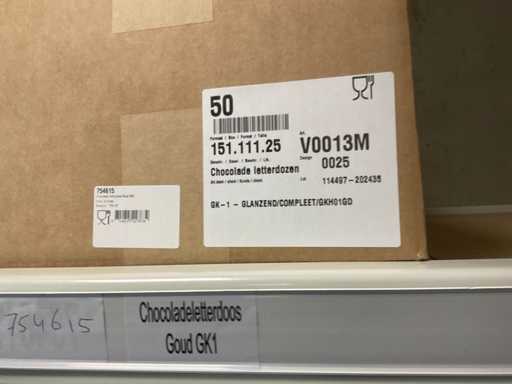 50
Formaat / Size / Format / Taille
Art.
151.111.25
V0013M
Design
0025
Chocolade letterdozen
Lot
114497-202435
GK-1 - GLANZEND/COMPLEET/GKH01GD
754615
754615
Chocoladeletterdoos
Goud GK1